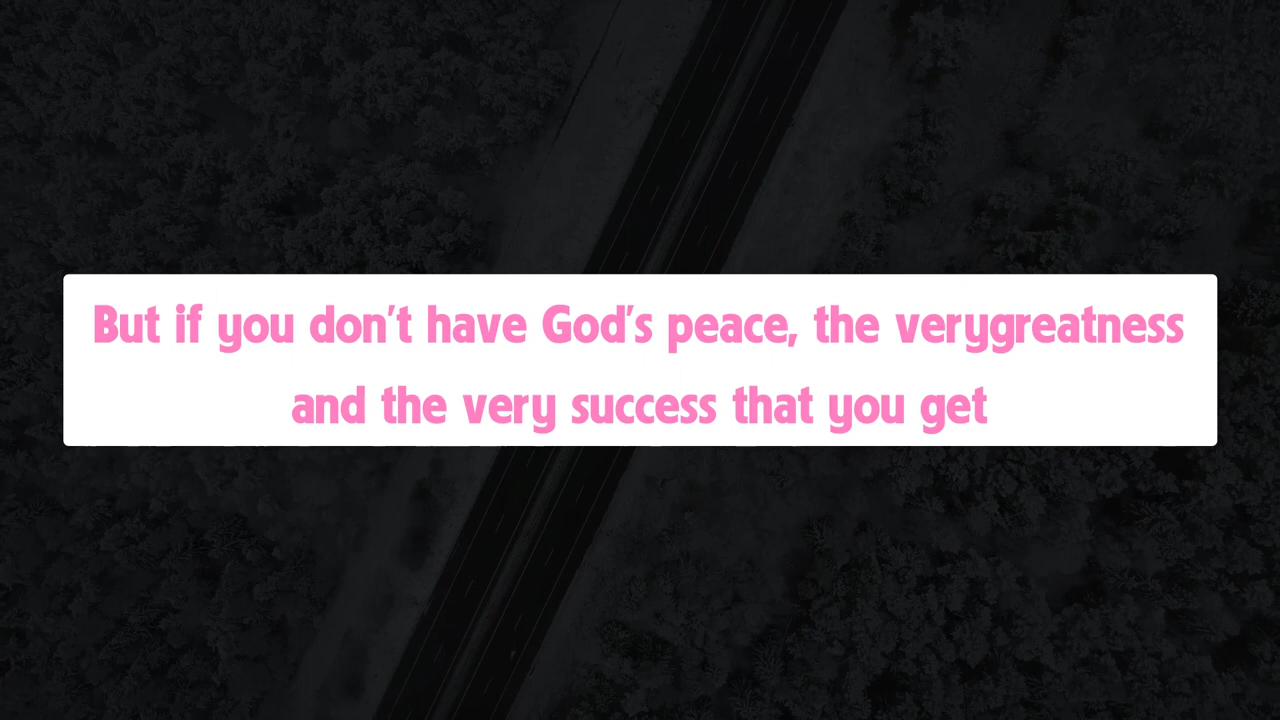 But if you don't have God's peace, the verygreatness
and the very success that you get